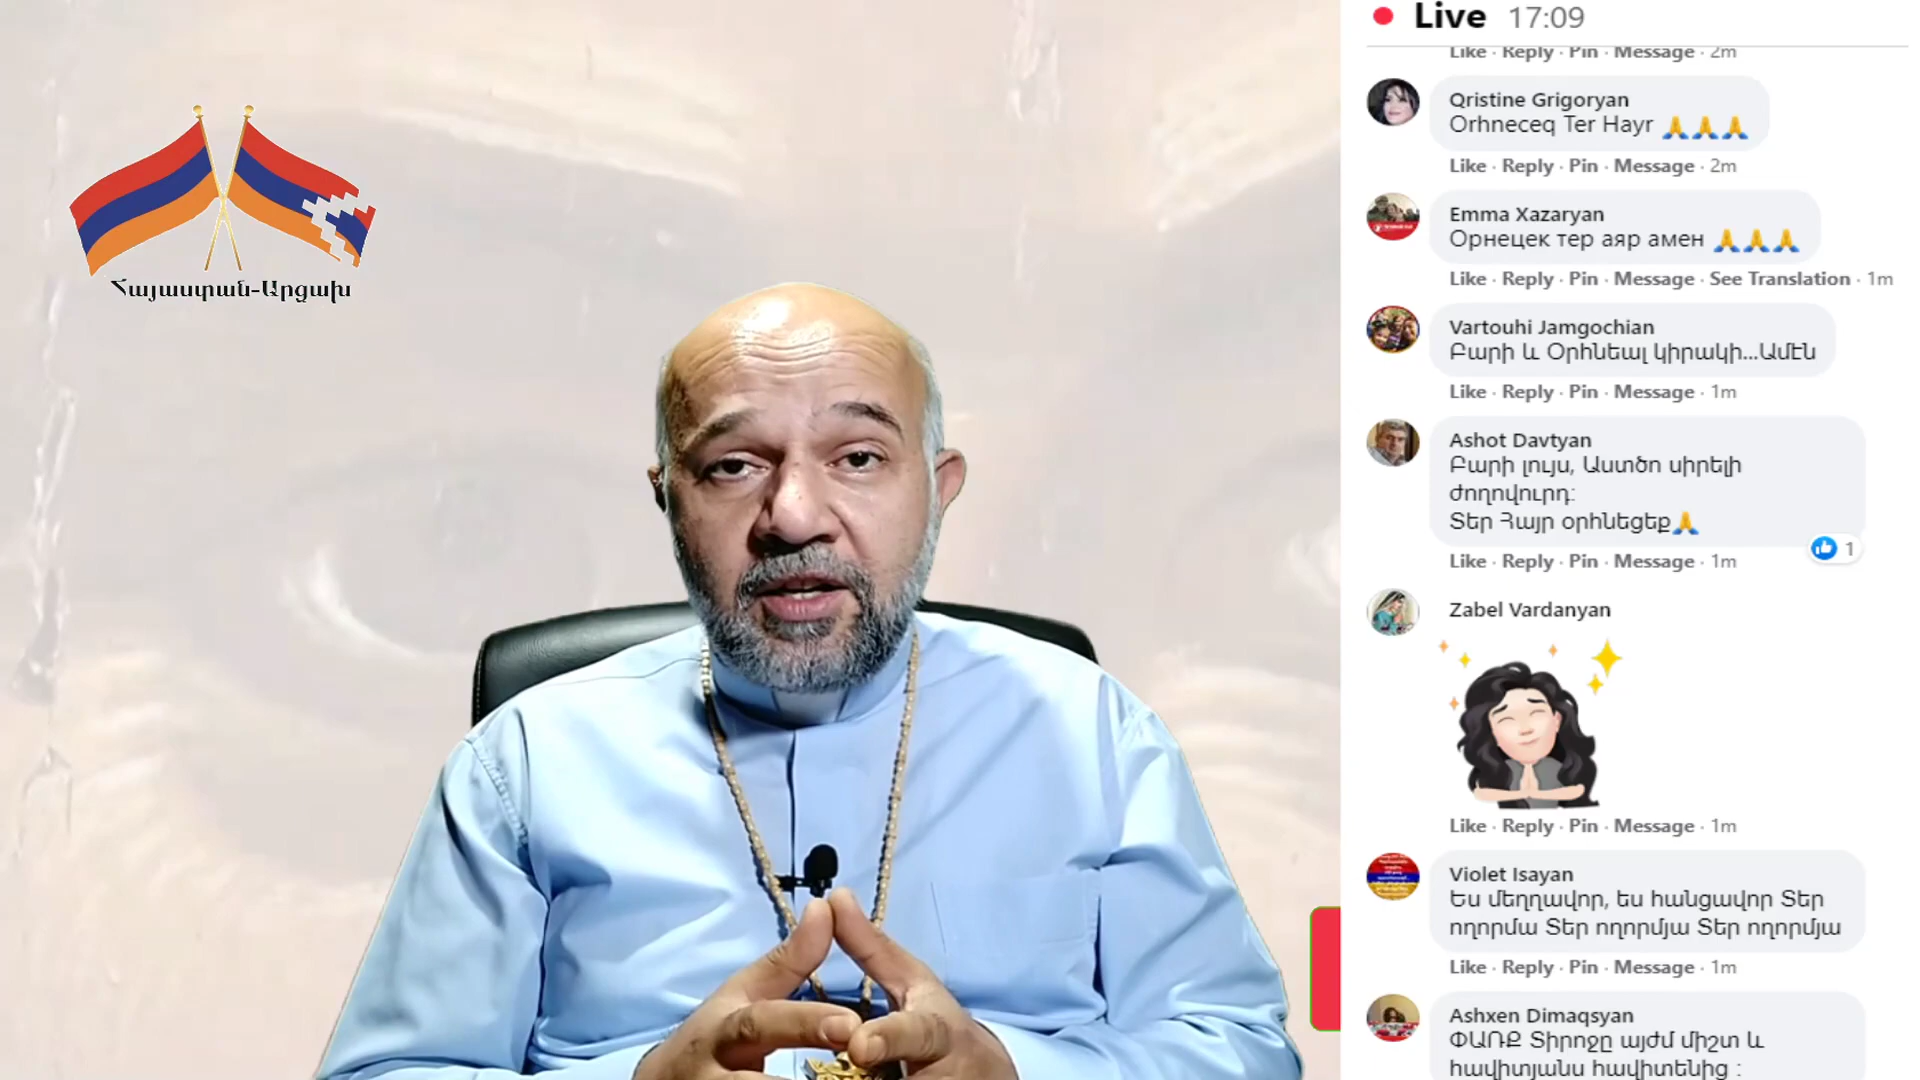 Հայաստան-Արցախ
Live 17:09
Like · Reply · Pin · Message · 2m
Qristine Grigoryan
Orhneceq Ter Hayr 🙏🙏🙏
Like · Reply · Pin · Message · 2m
Emma Xazaryan
Орнецек тер аяр амен 🙏🙏🙏
Like · Reply · Pin · Message · See Translation · 1m
Vartouhi Jamgochian
Բարի և Օրհնեալ կիրակի...Ամէն
Like · Reply · Pin · Message · 1m
Ashot Davtyan
Բարի լույս, Աստծո սիրելի
ժողովուրդ։
Տեր Հայր օրհնեցեք🙏
1
Like · Reply · Pin · Message · 1m
Zabel Vardanyan
Like · Reply · Pin · Message · 1m
Violet Isayan
Ես մեղղավոր, ես հանցավոր Տեր
ողորմա Տեր ողորմյա Տեր ողորմյա
Like · Reply · Pin · Message · 1m
Ashxen Dimaqsyan
ՓԱՌՔ Տիրոջը այժմ միշտ և
հավիտյանս հավիտենից :